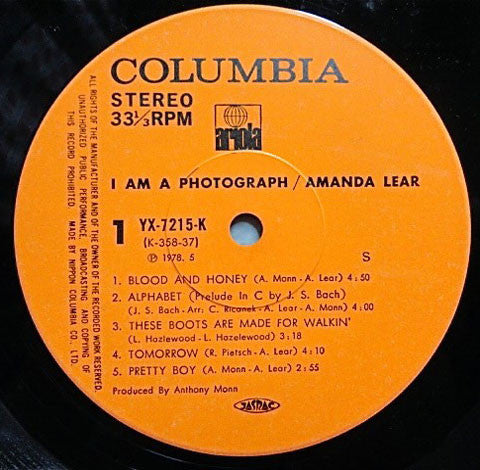 COLUMBIA
STEREO
33⅓RPM
ariola
I AM A PHOTOGRAPH / AMANDA LEAR
1 YX-7215-K
(K-358-37)
Ⓟ 1978. 5 S
1. BLOOD AND HONEY (A. Monn-A. Lear) 4:50
2. ALPHABET (Prelude In C by J. S. Bach)
(J. S. Bach-Arr: C. Ricanek-A. Lear-A. Monn) 4:00
3. THESE BOOTS ARE MADE FOR WALKIN'
(L. Hazlewood-L. Hazelewood) 3:18
4. TOMORROW (R. Pietsch-A. Lear) 4:10
5. PRETTY BOY (A. Monn-A. Lear) 2:55
Produced By Anthony Monn
JASRAC
ALL RIGHTS OF THE MANUFACTURER AND OF THE OWNER OF THE RECORDED WORK RESERVED.
UNAUTHORIZED PUBLIC PERFORMANCE, BROADCASTING AND COPYING OF
THIS RECORD PROHIBITED. MADE BY NIPPON COLUMBIA CO., LTD.